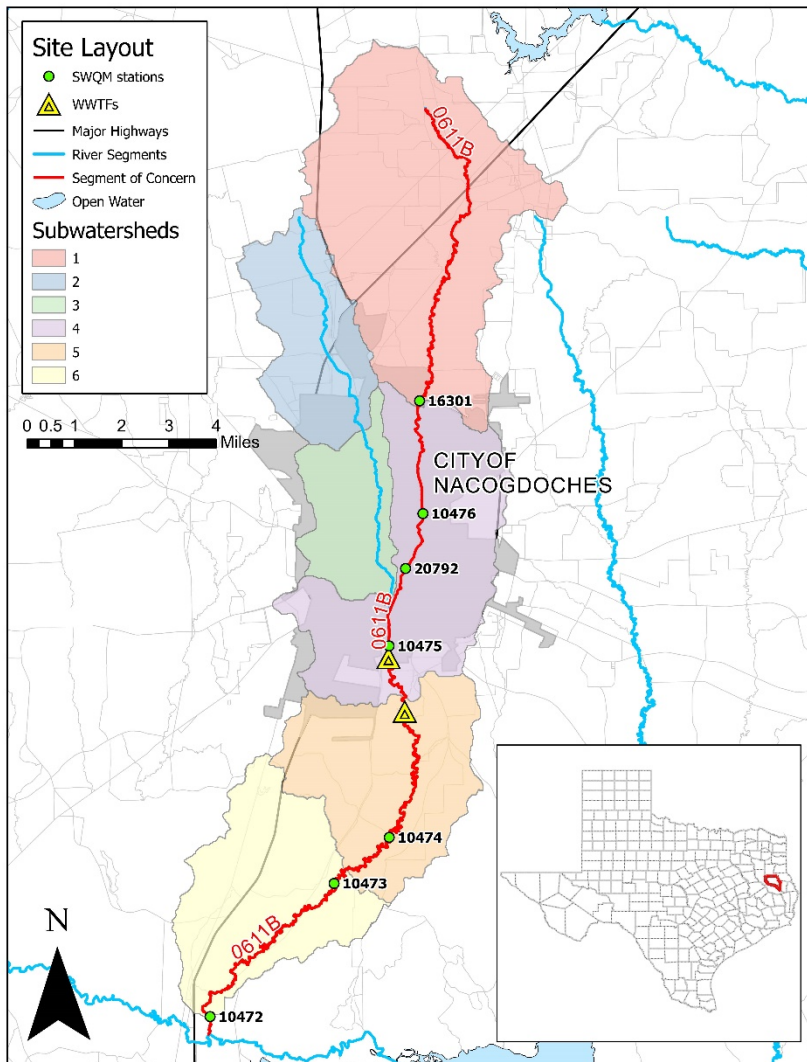 Site Layout
SWQM stations
WWTFs
Major Highways
River Segments
Segment of Concern
Open Water
Subwatersheds
1
2
3
4
5
6
0 0.5 1 2 3 4
Miles
0611B
16301
CITYOF
NACOGDOCHES
10476
20792
0611B
10475
10474
10473
0611B
N
10472